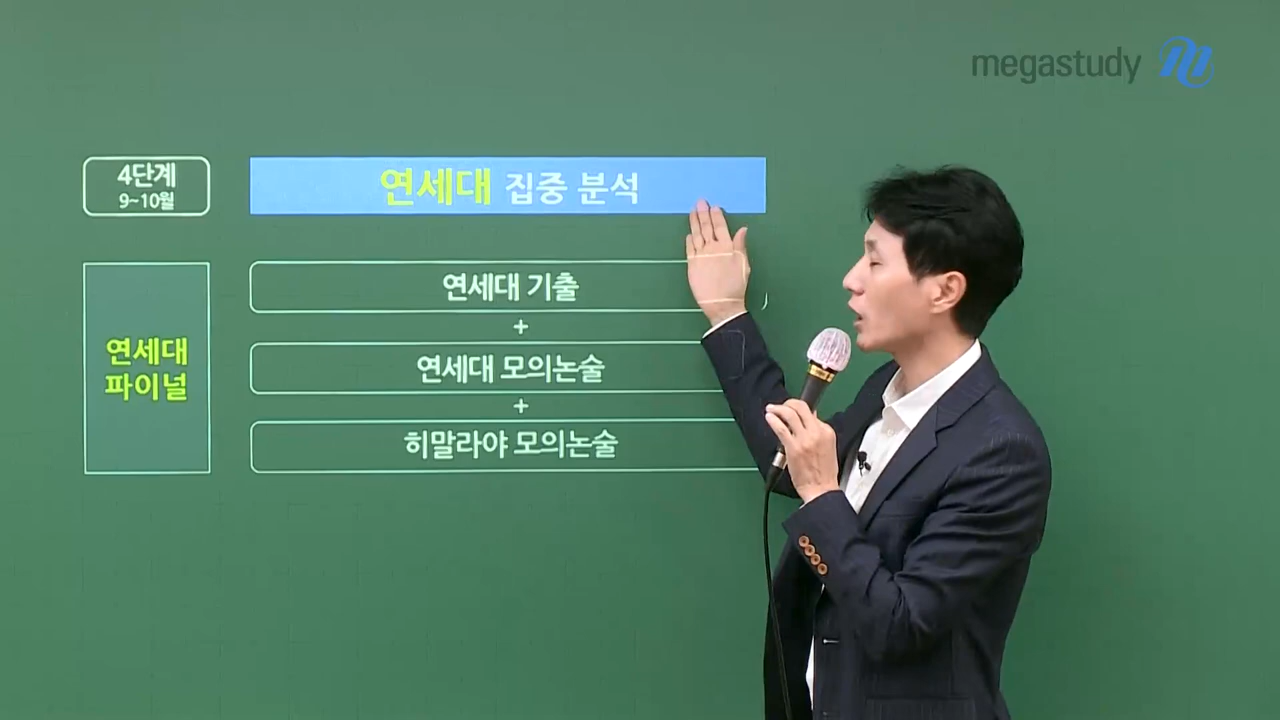 megastudy
4단계
9~10월
연세대 집중 분석
연세대
파이널
연세대 기출
+
연세대 모의논술
+
히말라야 모의논술